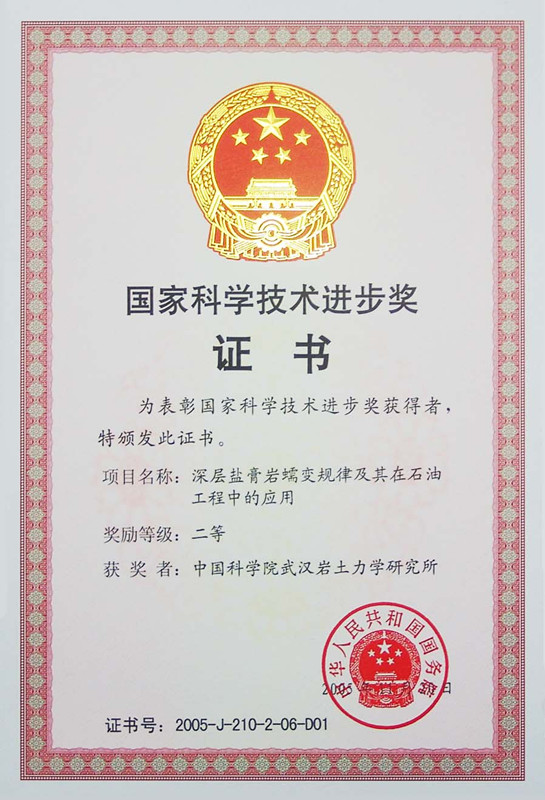 国家科学技术进步奖
证 书
为表彰国家科学技术进步奖获得者，
特颁发此证书。
项目名称：深层盐膏岩蠕变规律及其在石油
工程中的应用
奖励等级：二等
获 奖 者：中国科学院武汉岩土力学研究所
中华人民共和国国务院
日
证书号：2005-J-210-2-06-D01